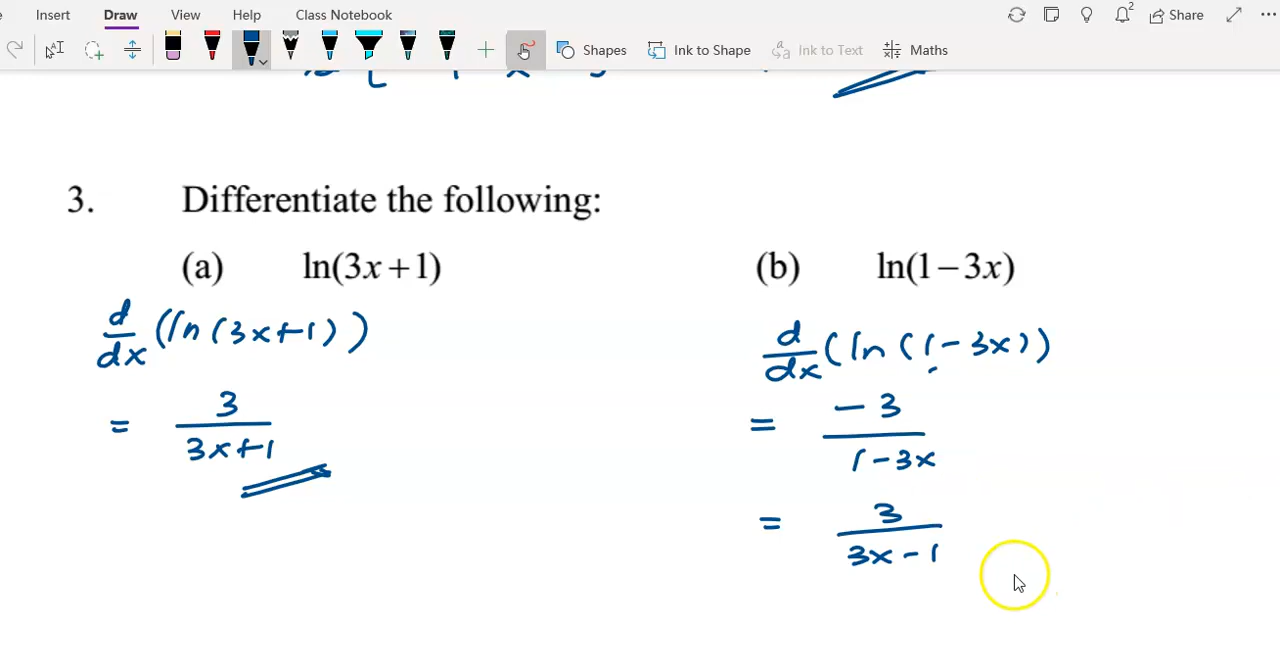 Insert Draw View Help Class Notebook 2 Share
Shapes Ink to Shape Ink to Text Maths
3. Differentiate the following:
(a) ln(3x+1) (b) ln(1−3x)
d/dx (ln(3x+1)) d/dx (ln(1−3x))
= 3/(3x+1) = −3/(1−3x)
= 3/(3x−1)